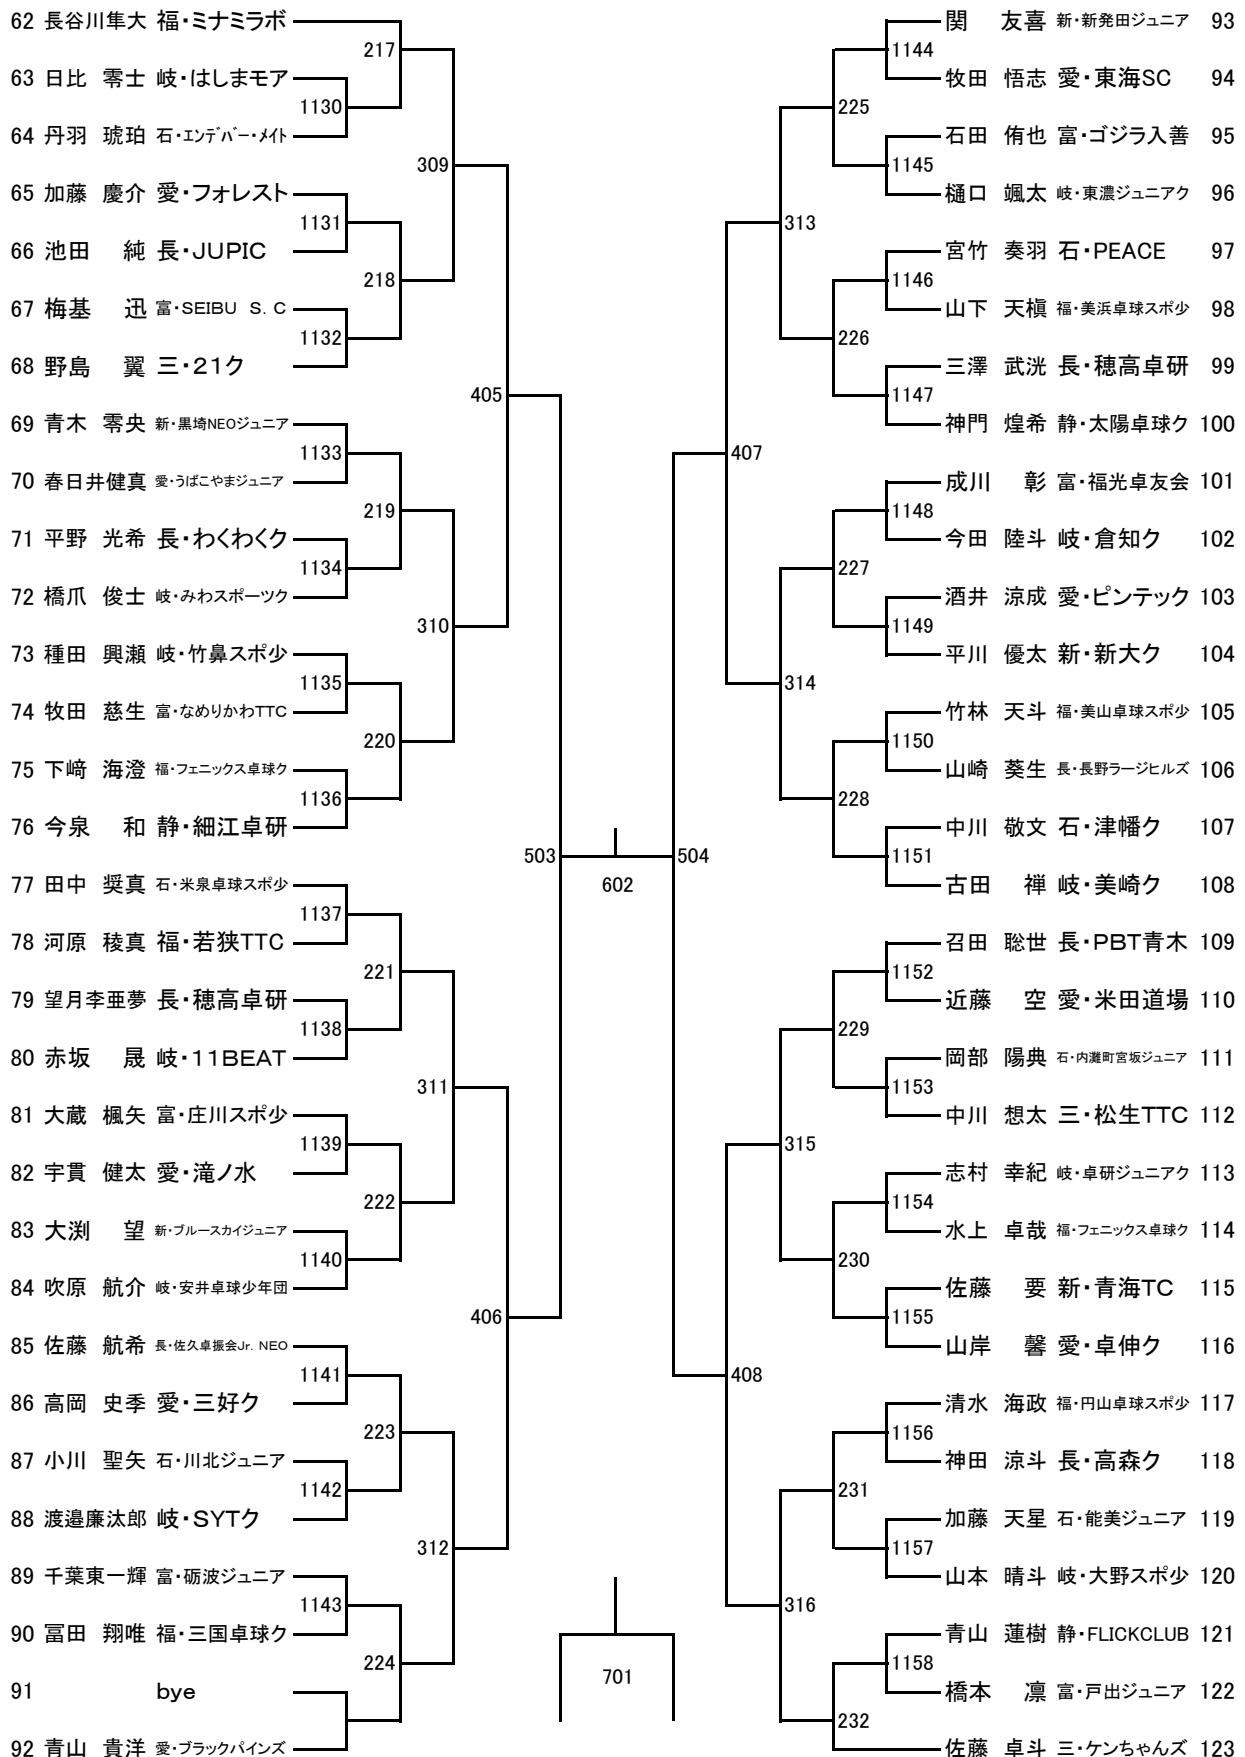 62 長谷川隼大 福・ミナミラボ
217
63 日比 零士 岐・はしまモア
1130
64 丹羽 琥珀 石・エンデバー・メイト
309
65 加藤 慶介 愛・フォレスト
1131
66 池田 純 長・JUPIC
218
67 梅基 迅 富・SEIBU S.C
1132
68 野島 翼 三・21ク
405
69 青木 零央 新・黒埼NEOジュニア
1133
70 春日井健真 愛・うばこやまジュニア
219
71 平野 光希 長・わくわくク
1134
72 橋爪 俊士 岐・みわスポーツク
310
73 種田 興瀬 岐・竹鼻スポ少
1135
74 牧田 慈生 富・なめりかわTTC
220
75 下﨑 海澄 福・フェニックス卓球ク
1136
76 今泉 和 静・細江卓研
503
77 田中 奨真 石・米泉卓球スポ少
1137
78 河原 稜真 福・若狭TTC
221
79 望月李亜夢 長・穂高卓研
1138
80 赤坂 晟 岐・11BEAT
311
81 大蔵 楓矢 富・庄川スポ少
1139
82 宇貫 健太 愛・滝ノ水
222
83 大渕 望 新・ブルースカイジュニア
1140
84 吹原 航介 岐・安井卓球少年団
406
85 佐藤 航希 長・佐久卓振会Jr. NEO
1141
86 高岡 史季 愛・三好ク
223
87 小川 聖矢 石・川北ジュニア
1142
88 渡邉廉汰郎 岐・SYTク
312
89 千葉東一輝 富・砺波ジュニア
1143
90 冨田 翔唯 福・三国卓球ク
224
91 bye
92 青山 貴洋 愛・ブラックパインズ
602
701
関 友喜 新・新発田ジュニア 93
1144
牧田 悟志 愛・東海SC 94
225
石田 侑也 富・ゴジラ入善 95
1145
樋口 颯太 岐・東濃ジュニアク 96
313
宮竹 奏羽 石・PEACE 97
1146
山下 天槇 福・美浜卓球スポ少 98
226
三澤 武洸 長・穂高卓研 99
1147
神門 煌希 静・太陽卓球ク 100
407
成川 彰 富・福光卓友会 101
1148
今田 陸斗 岐・倉知ク 102
227
酒井 涼成 愛・ピンテック 103
1149
平川 優太 新・新大ク 104
314
竹林 天斗 福・美山卓球スポ少 105
1150
山崎 葵生 長・長野ラージヒルズ 106
228
中川 敬文 石・津幡ク 107
1151
古田 禅 岐・美崎ク 108
504
召田 聡世 長・PBT青木 109
1152
近藤 空 愛・米田道場 110
229
岡部 陽典 石・内灘町宮坂ジュニア 111
1153
中川 想太 三・松生TTC 112
315
志村 幸紀 岐・卓研ジュニアク 113
1154
水上 卓哉 福・フェニックス卓球ク 114
230
佐藤 要 新・青海TC 115
1155
山岸 馨 愛・卓伸ク 116
408
清水 海政 福・円山卓球スポ少 117
1156
神田 涼斗 長・高森ク 118
231
加藤 天星 石・能美ジュニア 119
1157
山本 晴斗 岐・大野スポ少 120
316
青山 蓮樹 静・FLICKCLUB 121
1158
橋本 凛 富・戸出ジュニア 122
232
佐藤 卓斗 三・ケンちゃんズ 123